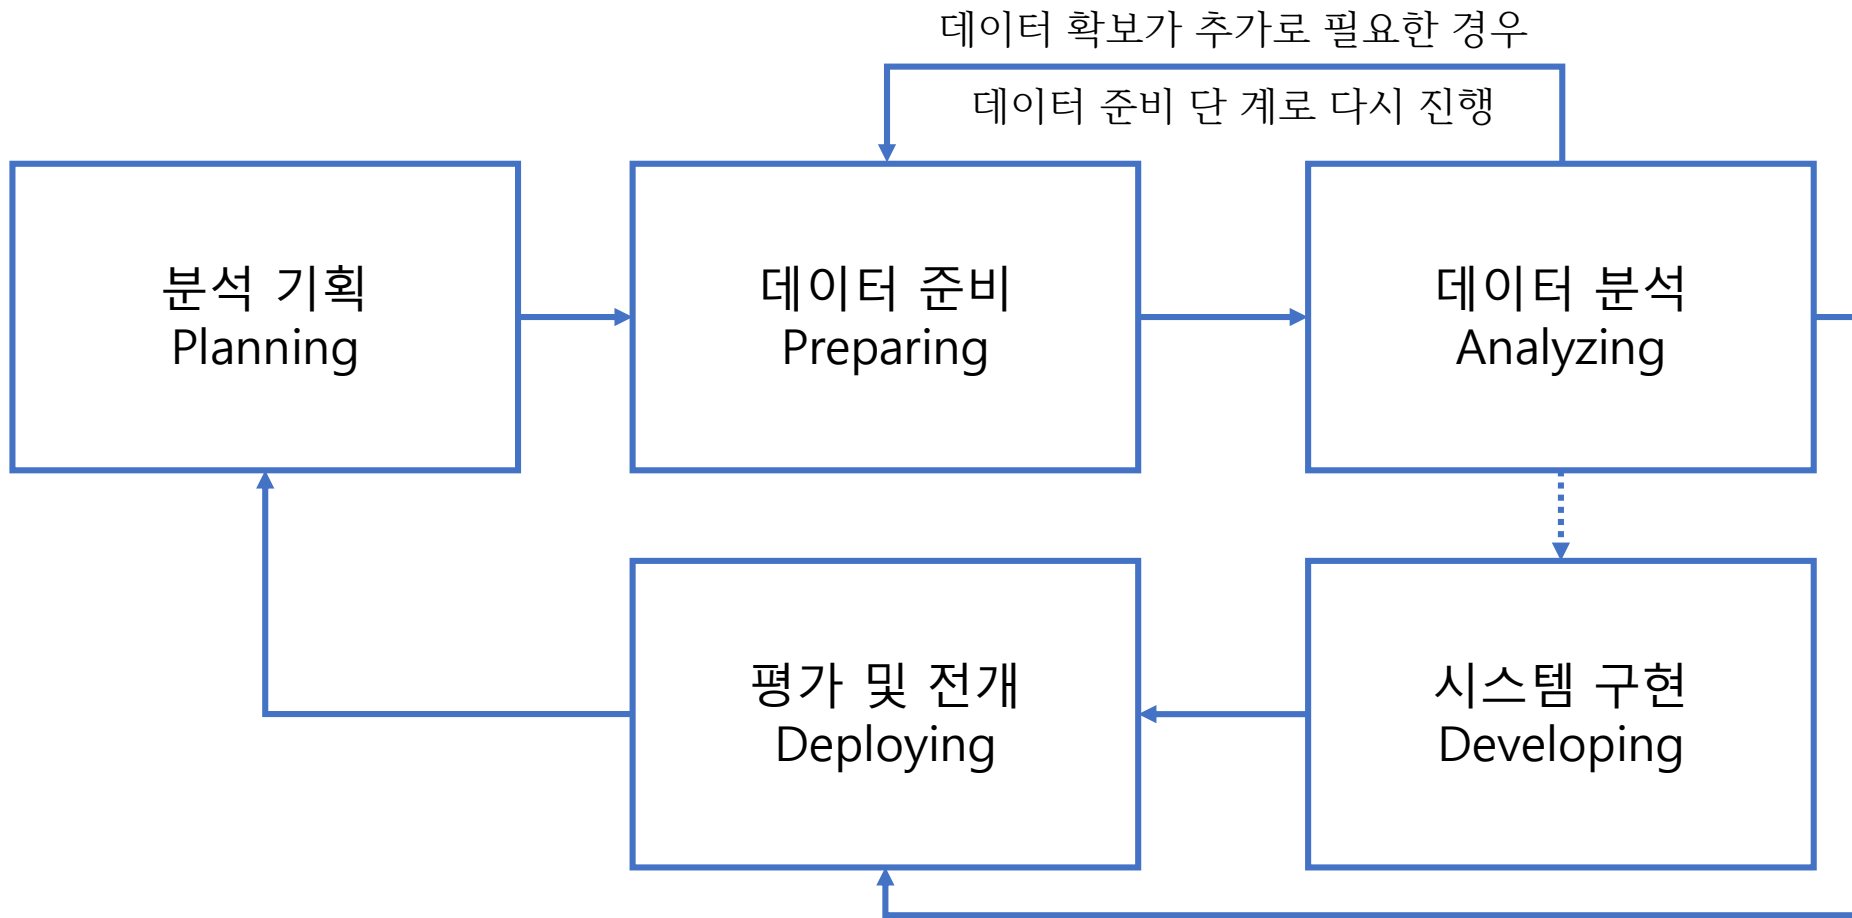 데이터 확보가 추가로 필요한 경우
데이터 준비 단 계로 다시 진행
분석 기획
Planning
데이터 준비
Preparing
데이터 분석
Analyzing
평가 및 전개
Deploying
시스템 구현
Developing